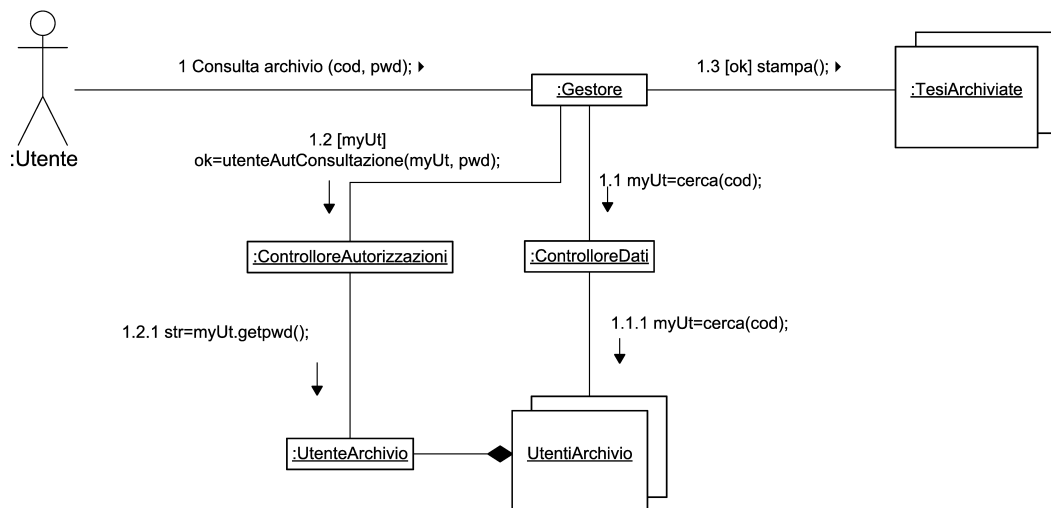 1 Consulta archivio (cod, pwd);
1.3 [ok] stampa();
:Gestore
:TesiArchiviate
:Utente
1.2 [myUt]
ok=utenteAutConsultazione(myUt, pwd);
1.1 myUt=cerca(cod);
:ControlloreAutorizzazioni
:ControlloreDati
1.2.1 str=myUt.getpwd();
1.1.1 myUt=cerca(cod);
:UtenteArchivio
UtentiArchivio